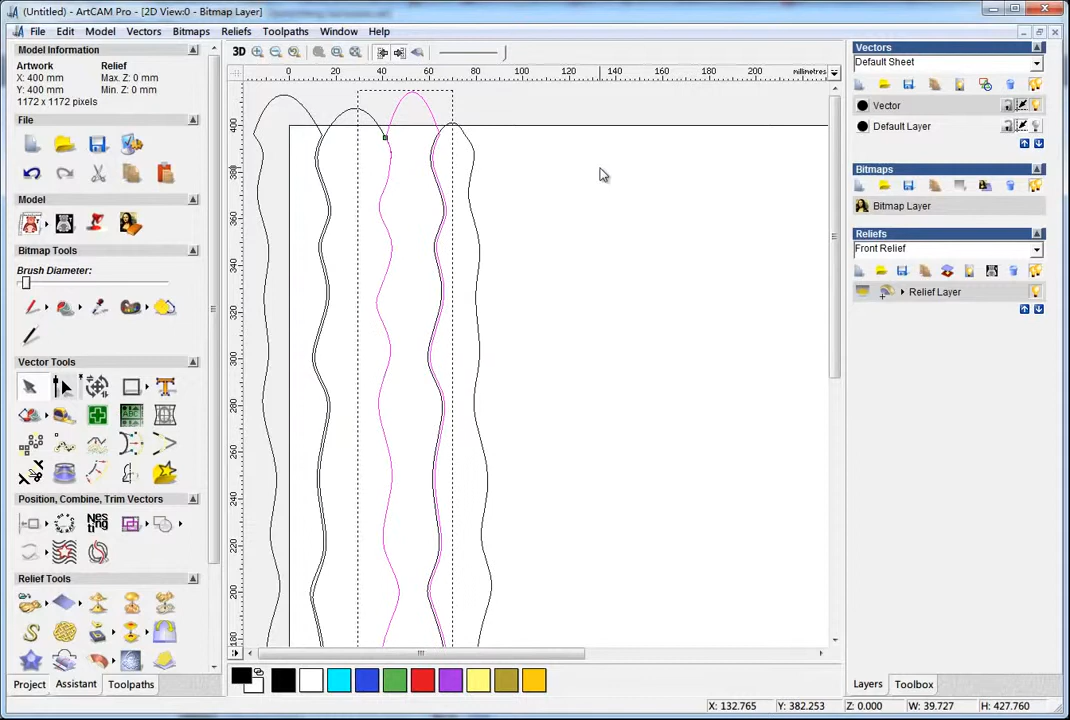 (Untitled) - ArtCAM Pro - [2D View:0 - Bitmap Layer]
File Edit Model Vectors Bitmaps Reliefs Toolpaths Window Help
Model Information
Artwork Relief
X: 400 mm Max. Z: 0 mm
Y: 400 mm Min. Z: 0 mm
1172 x 1172 pixels
File
Model
Bitmap Tools
Brush Diameter:
Vector Tools
ABC
Position, Combine, Trim Vectors
Nesting
Relief Tools
Project Assistant Toolpaths
3D
0 20 40 60 80 100 120 140 160 180 200 millimetres
400
380
360
340
320
300
280
260
240
220
200
180
Vectors
Default Sheet
Vector
Default Layer
Bitmaps
Bitmap Layer
Reliefs
Front Relief
Relief Layer
Layers Toolbox
X: 132.765 Y: 382.253 Z: 0.000 W: 39.727 H: 427.760